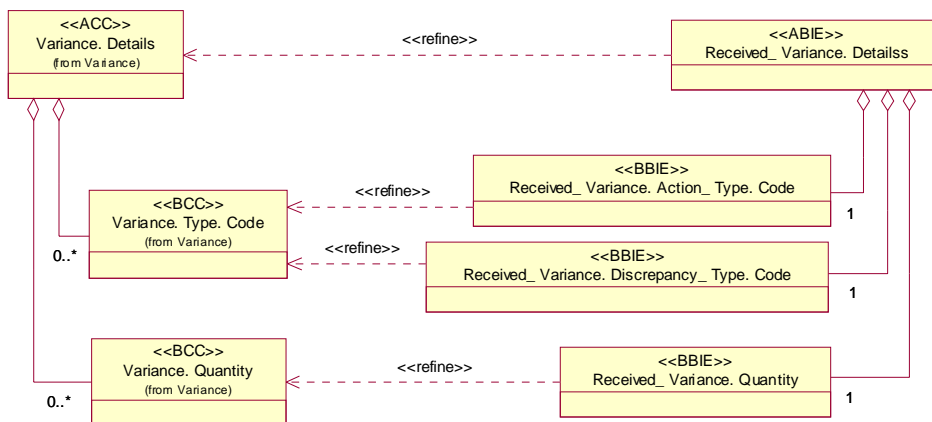 <<ACC>>
Variance. Details
(from Variance)
<<refine>>
<<ABIE>>
Received_ Variance. Detailss
<<BCC>>
Variance. Type. Code
(from Variance)
0..*
<<refine>>
<<BBIE>>
Received_ Variance. Action_ Type. Code
1
<<refine>>
<<BBIE>>
Received_ Variance. Discrepancy_ Type. Code
1
<<BCC>>
Variance. Quantity
(from Variance)
0..*
<<refine>>
<<BBIE>>
Received_ Variance. Quantity
1